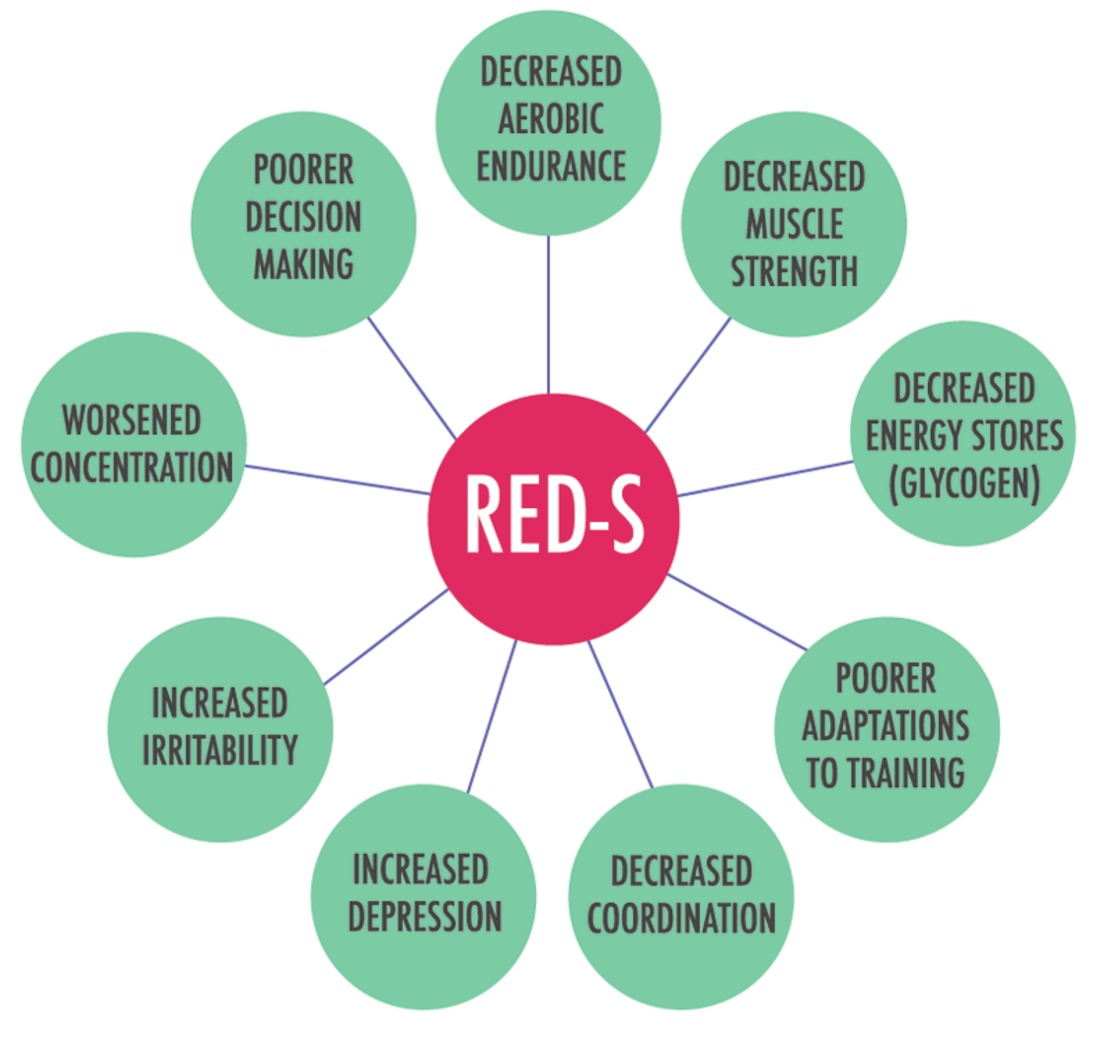 DECREASED
AEROBIC
ENDURANCE
DECREASED
MUSCLE
STRENGTH
DECREASED
ENERGY STORES
(GLYCOGEN)
POORER
ADAPTATIONS
TO TRAINING
DECREASED
COORDINATION
INCREASED
DEPRESSION
INCREASED
IRRITABILITY
WORSENED
CONCENTRATION
POORER
DECISION
MAKING
RED-S